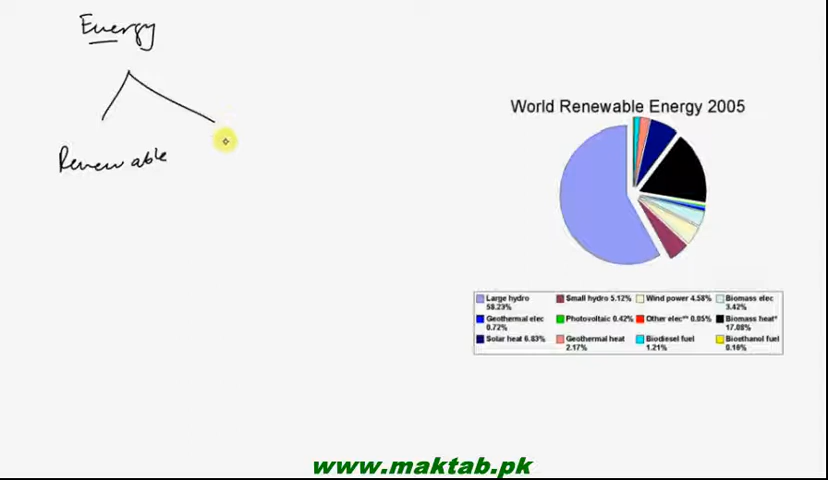 Energy
Renewable
World Renewable Energy 2005
Large hydro 58.23%
Small hydro 5.12%
Wind power 4.58%
Biomass elec 3.42%
Geothermal elec 0.72%
Photovoltaic 0.42%
Other elec** 0.05%
Biomass heat* 17.08%
Solar heat 6.83%
Geothermal heat 2.17%
Biodiesel fuel 1.21%
Bioethanol fuel 0.16%
www.maktab.pk